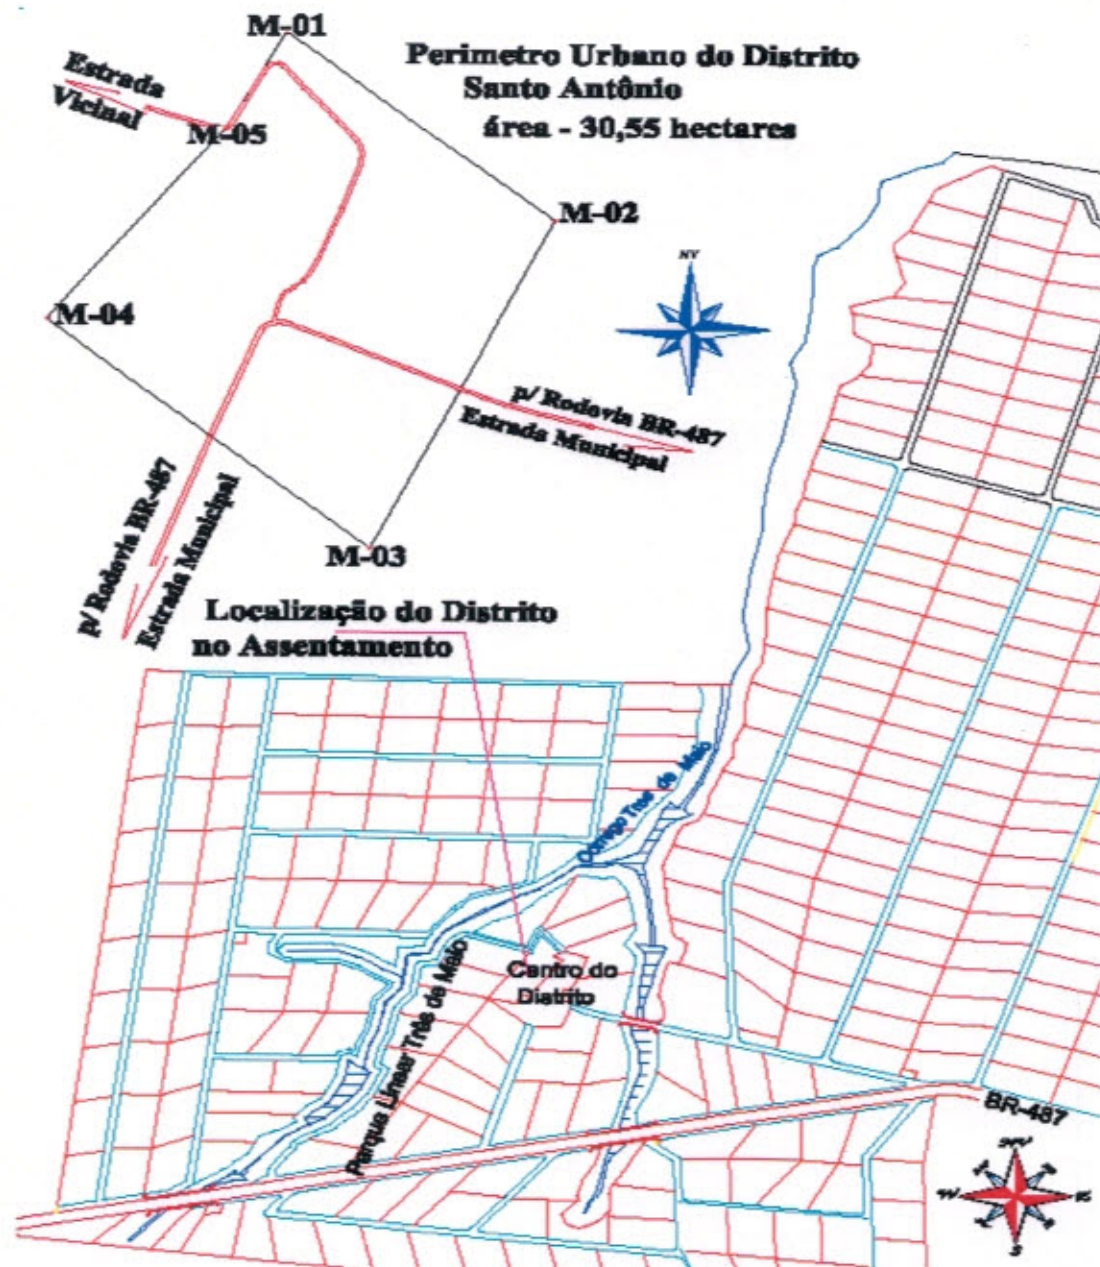 M-01
Perimetro Urbano do Distrito
Santo Antônio
área - 30,55 hectares
Estrada
Vicinal
M-05
M-02
M-04
p/ Rodovia BR-487
Estrada Municipal
p/ Rodovia BR-487
Estrada Municipal
M-03
Localização do Distrito
no Assentamento
Córrego Três de Maio
Centro do
Distrito
Parque Linear Três de Maio
BR-487
W
S